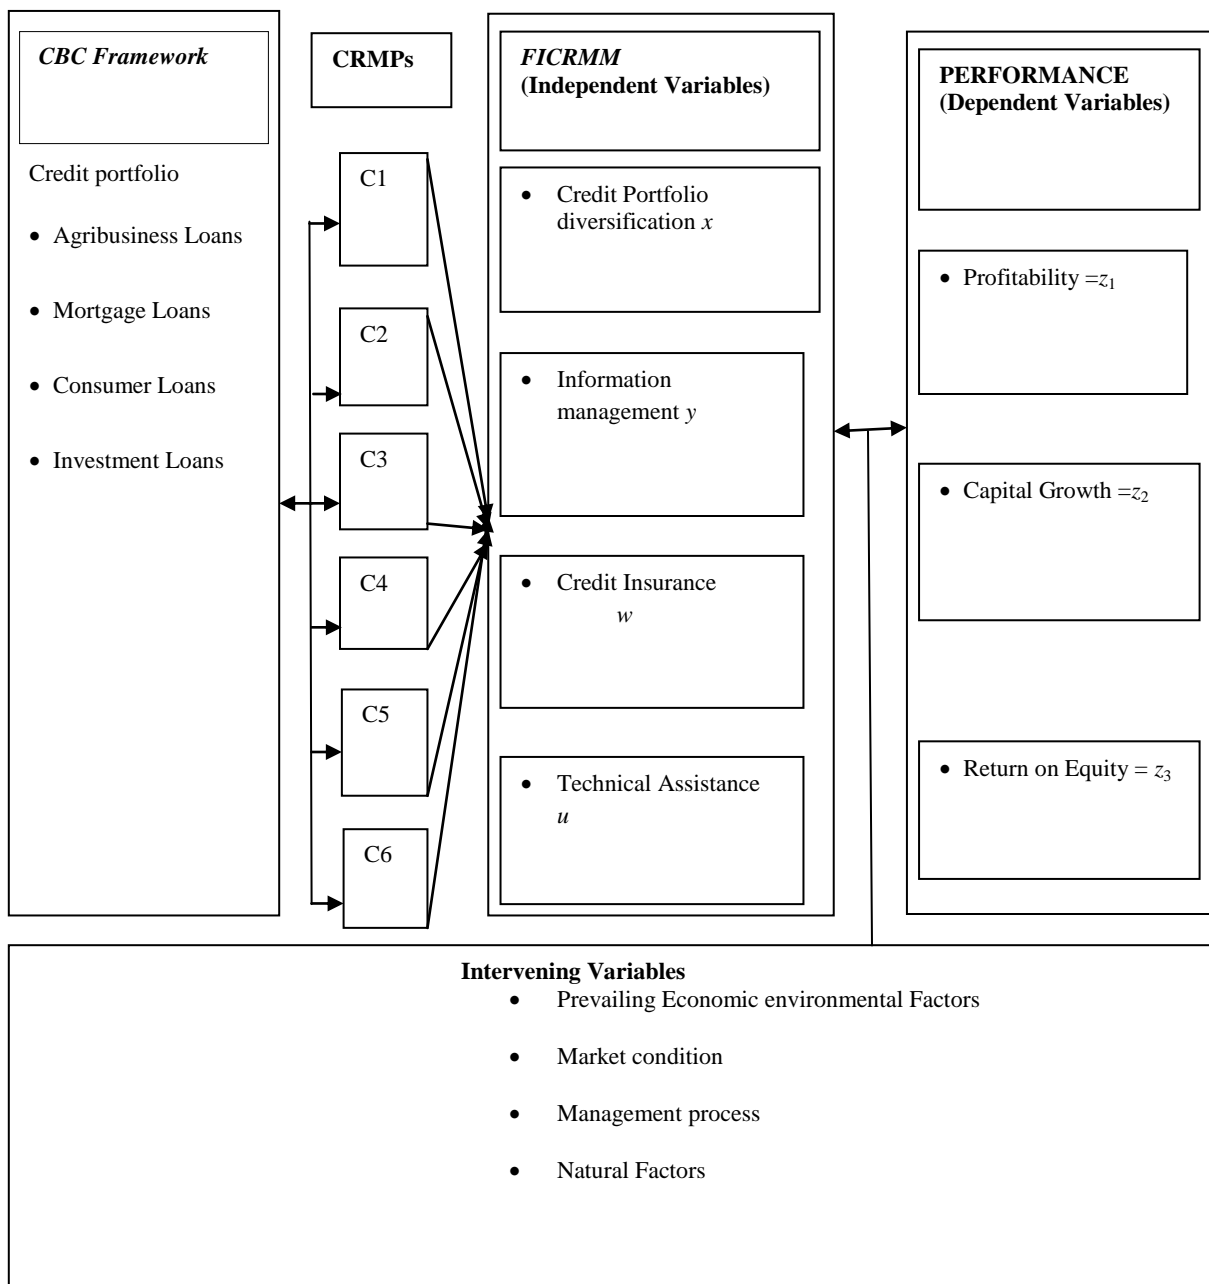 CBC Framework
Credit portfolio
• Agribusiness Loans
• Mortgage Loans
• Consumer Loans
• Investment Loans
CRMPs
C1
C2
C3
C4
C5
C6
FICRMM
(Independent Variables)
• Credit Portfolio
diversification x
• Information
management y
• Credit Insurance
w
• Technical Assistance
u
PERFORMANCE
(Dependent Variables)
• Profitability =z₁
• Capital Growth =z₂
• Return on Equity = z₃
Intervening Variables
• Prevailing Economic environmental Factors
• Market condition
• Management process
• Natural Factors